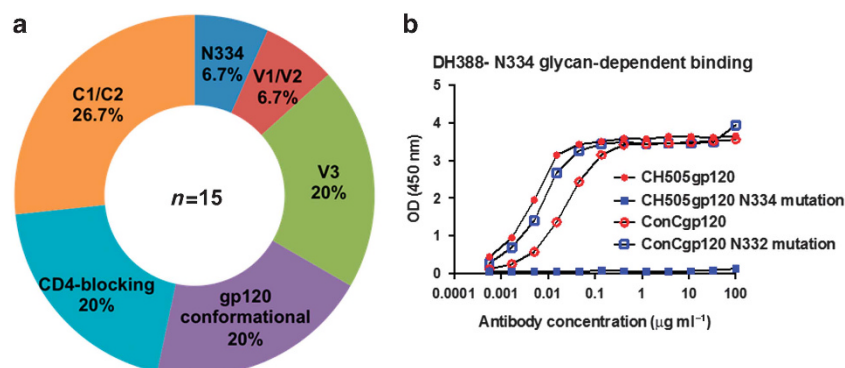 a
N334
6.7%
V1/V2
6.7%
V3
20%
gp120
conformational
20%
CD4-blocking
20%
C1/C2
26.7%
n=15
b
DH388- N334 glycan-dependent binding
OD (450 nm)
5
4
3
2
1
0
CH505gp120
CH505gp120 N334 mutation
ConCgp120
ConCgp120 N332 mutation
0.0001 0.001 0.01 0.1 1 10 100
Antibody concentration (μg ml⁻¹)